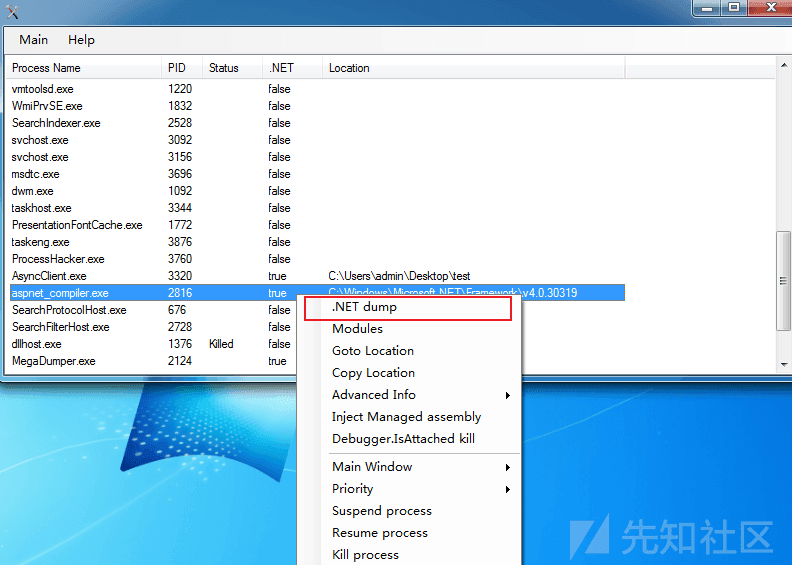 Main Help
Process Name PID Status .NET Location
vmtoolsd.exe 1220 false
WmiPrvSE.exe 1832 false
SearchIndexer.exe 2528 false
svchost.exe 3092 false
svchost.exe 3156 false
msdtc.exe 3696 false
dwm.exe 1092 false
taskhost.exe 3344 false
PresentationFontCache.exe 1772 false
taskeng.exe 3876 false
ProcessHacker.exe 3760 false
AsyncClient.exe 3320 true C:\Users\admin\Desktop\test
aspnet_compiler.exe 2816 true C:\Windows\Microsoft.NET\Framework\v4.0.30319
SearchProtocolHost.exe 676 false
SearchFilterHost.exe 2728 false
dllhost.exe 1376 Killed false
MegaDumper.exe 2124 true
.NET dump
Modules
Goto Location
Copy Location
Advanced Info
Inject Managed assembly
Debugger.IsAttached kill
Main Window
Priority
Suspend process
Resume process
Kill process
先知社区